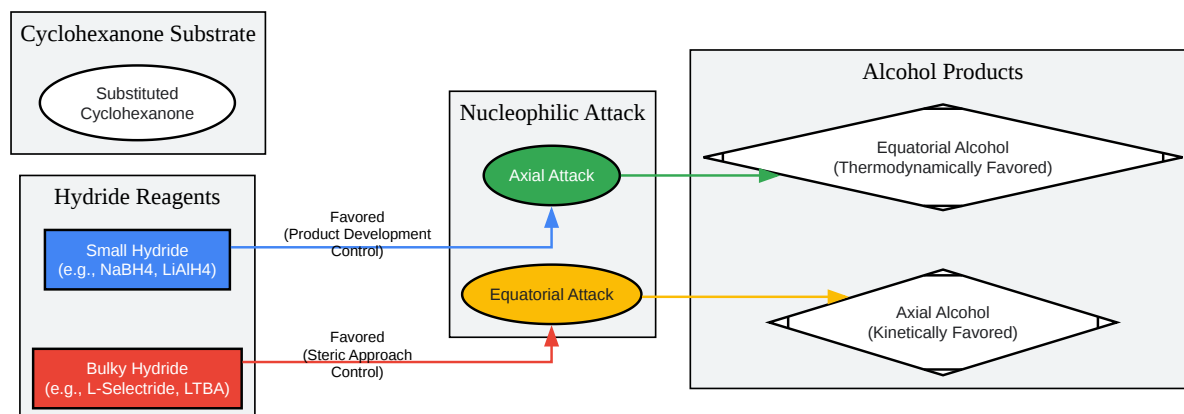 Cyclohexanone Substrate
Substituted
Cyclohexanone
Hydride Reagents
Small Hydride
(e.g., NaBH4, LiAlH4)
Bulky Hydride
(e.g., L-Selectride, LTBA)
Favored
(Product Development
Control)
Favored
(Steric Approach
Control)
Nucleophilic Attack
Axial Attack
Equatorial Attack
Alcohol Products
Equatorial Alcohol
(Thermodynamically Favored)
Axial Alcohol
(Kinetically Favored)